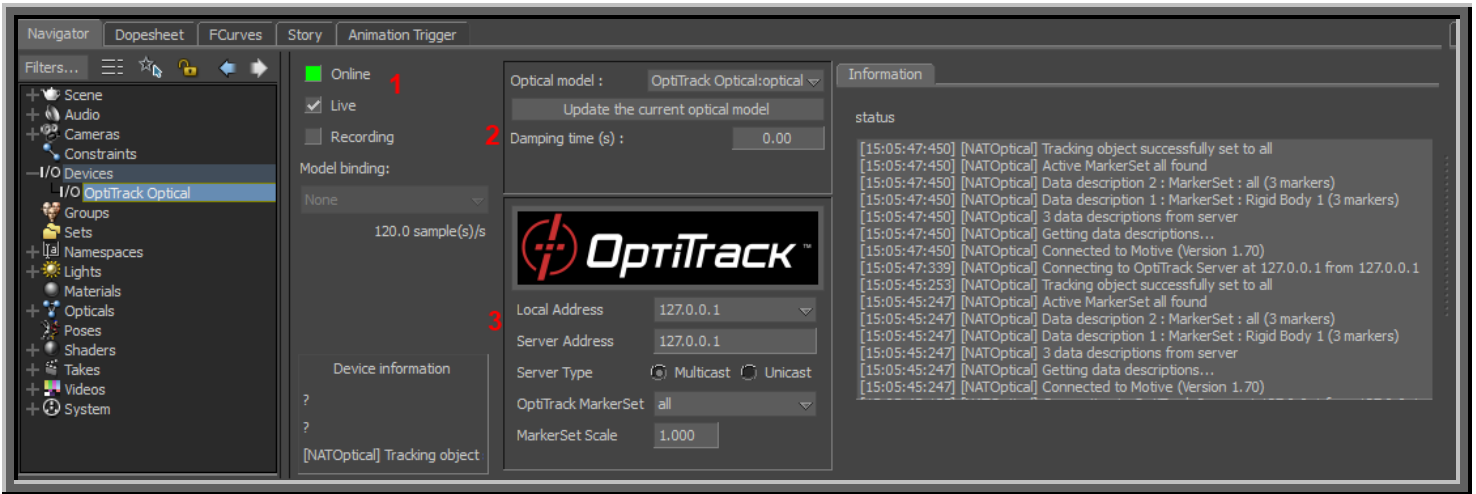 Navigator Dopesheet FCurves Story Animation Trigger
Filters...
Scene
Audio
Cameras
Constraints
I/O Devices
I/O OptiTrack Optical
Groups
Sets
[a] Namespaces
Lights
Materials
Opticals
Poses
Shaders
Takes
Videos
System
Online
1
Live
Recording
Model binding:
None
120.0 sample(s)/s
Device information
?
?
[NATOptical] Tracking object
Optical model : OptiTrack Optical:optical
Update the current optical model
2
Damping time (s) : 0.00
OptiTrack ™
3
Local Address 127.0.0.1
Server Address 127.0.0.1
Server Type Multicast Unicast
OptiTrack MarkerSet all
MarkerSet Scale 1.000
Information
status
[15:05:47:450] [NATOptical] Tracking object successfully set to all
[15:05:47:450] [NATOptical] Active MarkerSet all found
[15:05:47:450] [NATOptical] Data description 2 : MarkerSet : all (3 markers)
[15:05:47:450] [NATOptical] Data description 1 : MarkerSet : Rigid Body 1 (3 markers)
[15:05:47:450] [NATOptical] 3 data descriptions from server
[15:05:47:450] [NATOptical] Getting data descriptions...
[15:05:47:450] [NATOptical] Connected to Motive (Version 1.70)
[15:05:47:339] [NATOptical] Connecting to OptiTrack Server at 127.0.0.1 from 127.0.0.1
[15:05:45:253] [NATOptical] Tracking object successfully set to all
[15:05:45:247] [NATOptical] Active MarkerSet all found
[15:05:45:247] [NATOptical] Data description 2 : MarkerSet : all (3 markers)
[15:05:45:247] [NATOptical] Data description 1 : MarkerSet : Rigid Body 1 (3 markers)
[15:05:45:247] [NATOptical] 3 data descriptions from server
[15:05:45:247] [NATOptical] Getting data descriptions...
[15:05:45:247] [NATOptical] Connected to Motive (Version 1.70)